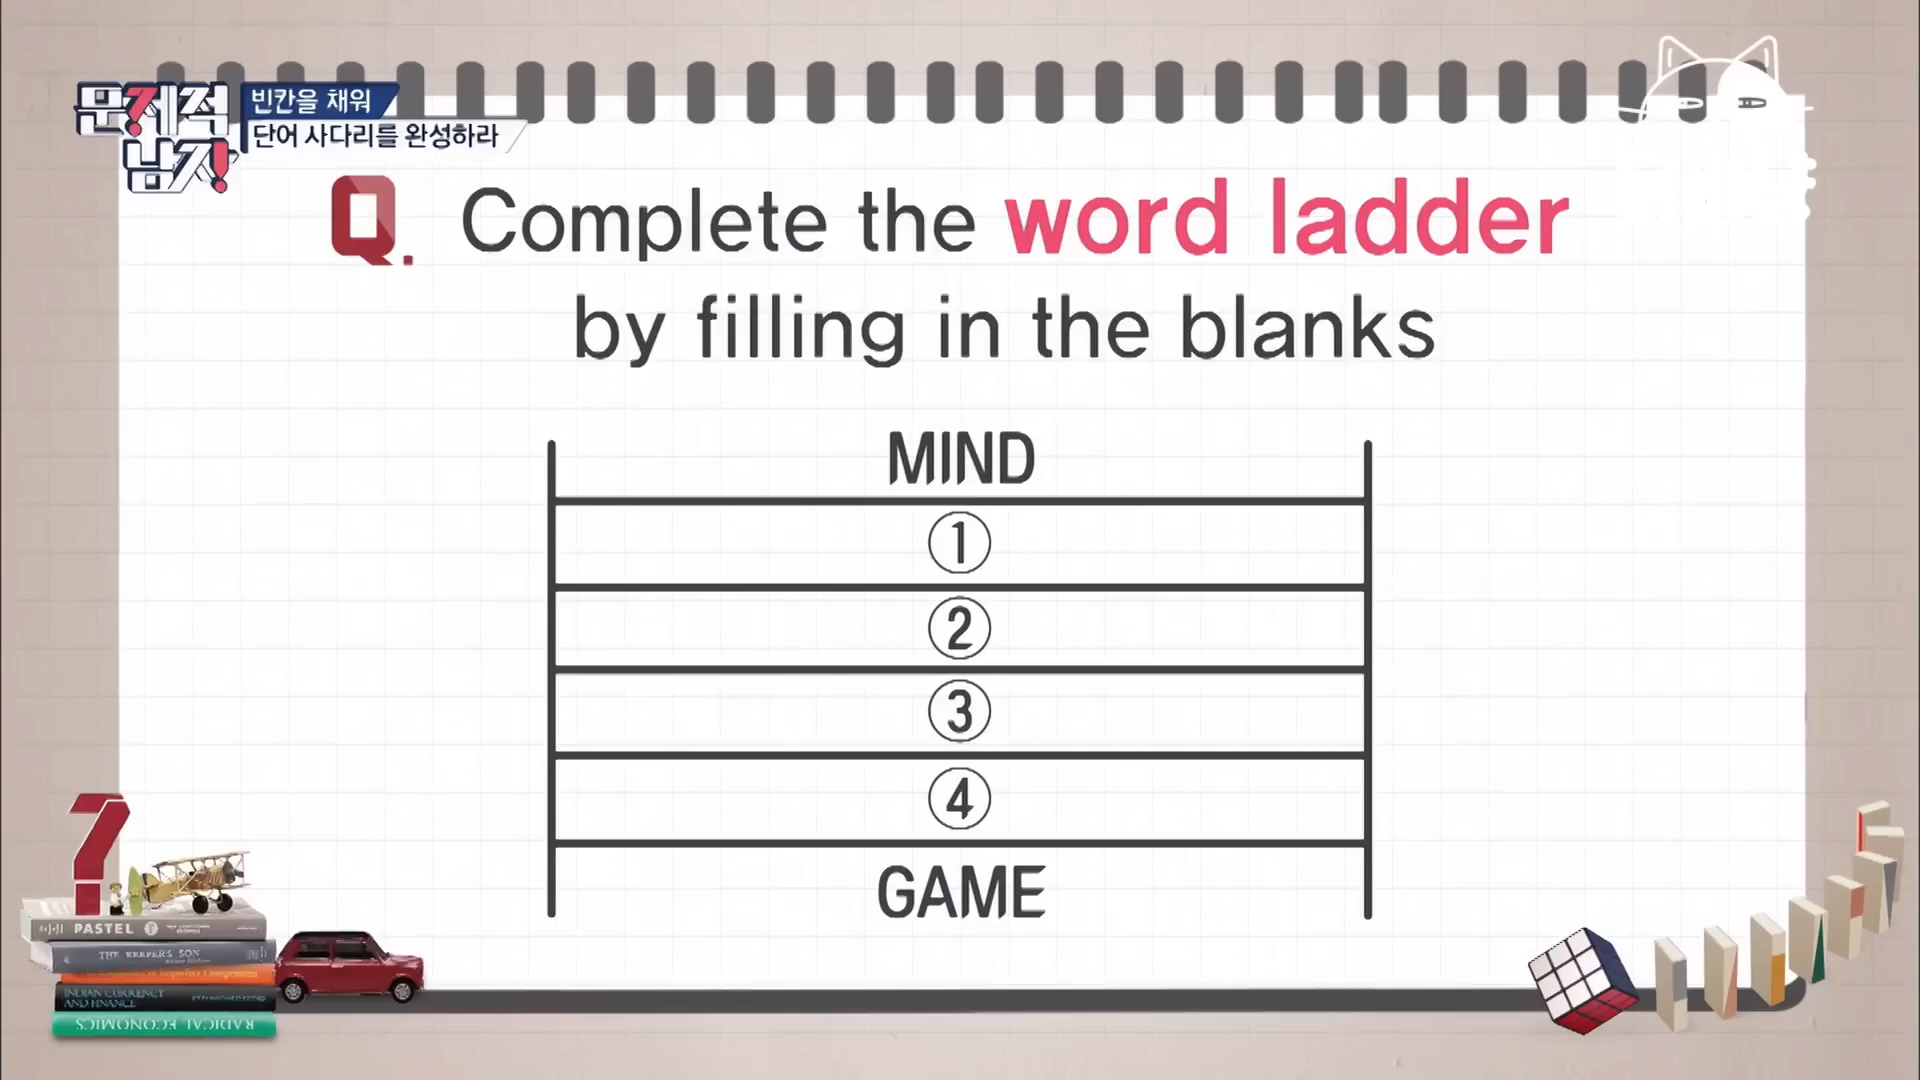 문제적
남자!
빈칸을 채워
단어 사다리를 완성하라
Q. Complete the word ladder
by filling in the blanks
MIND
①
②
③
④
GAME
PASTEL
THE KEEPER'S SON
INDIAN CURRENCY
AND FINANCE
RADICAL ECONOMICS